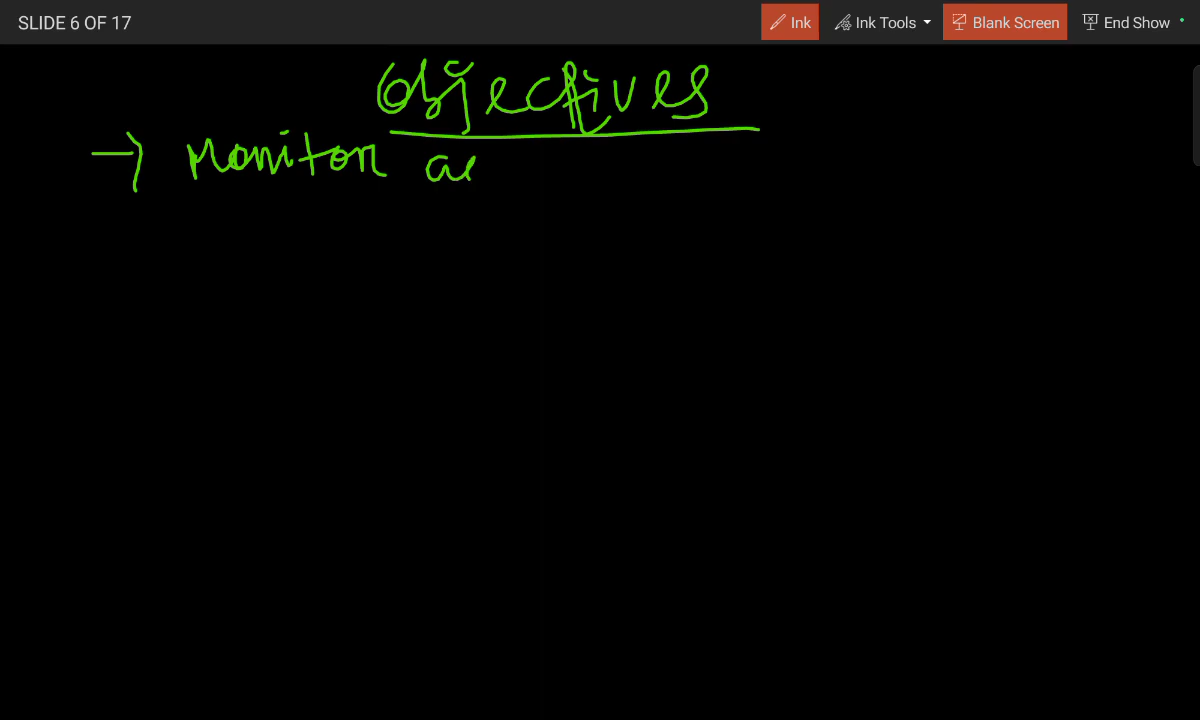 SLIDE 6 OF 17 Ink Ink Tools Blank Screen End Show
Objectives
→ Monitor